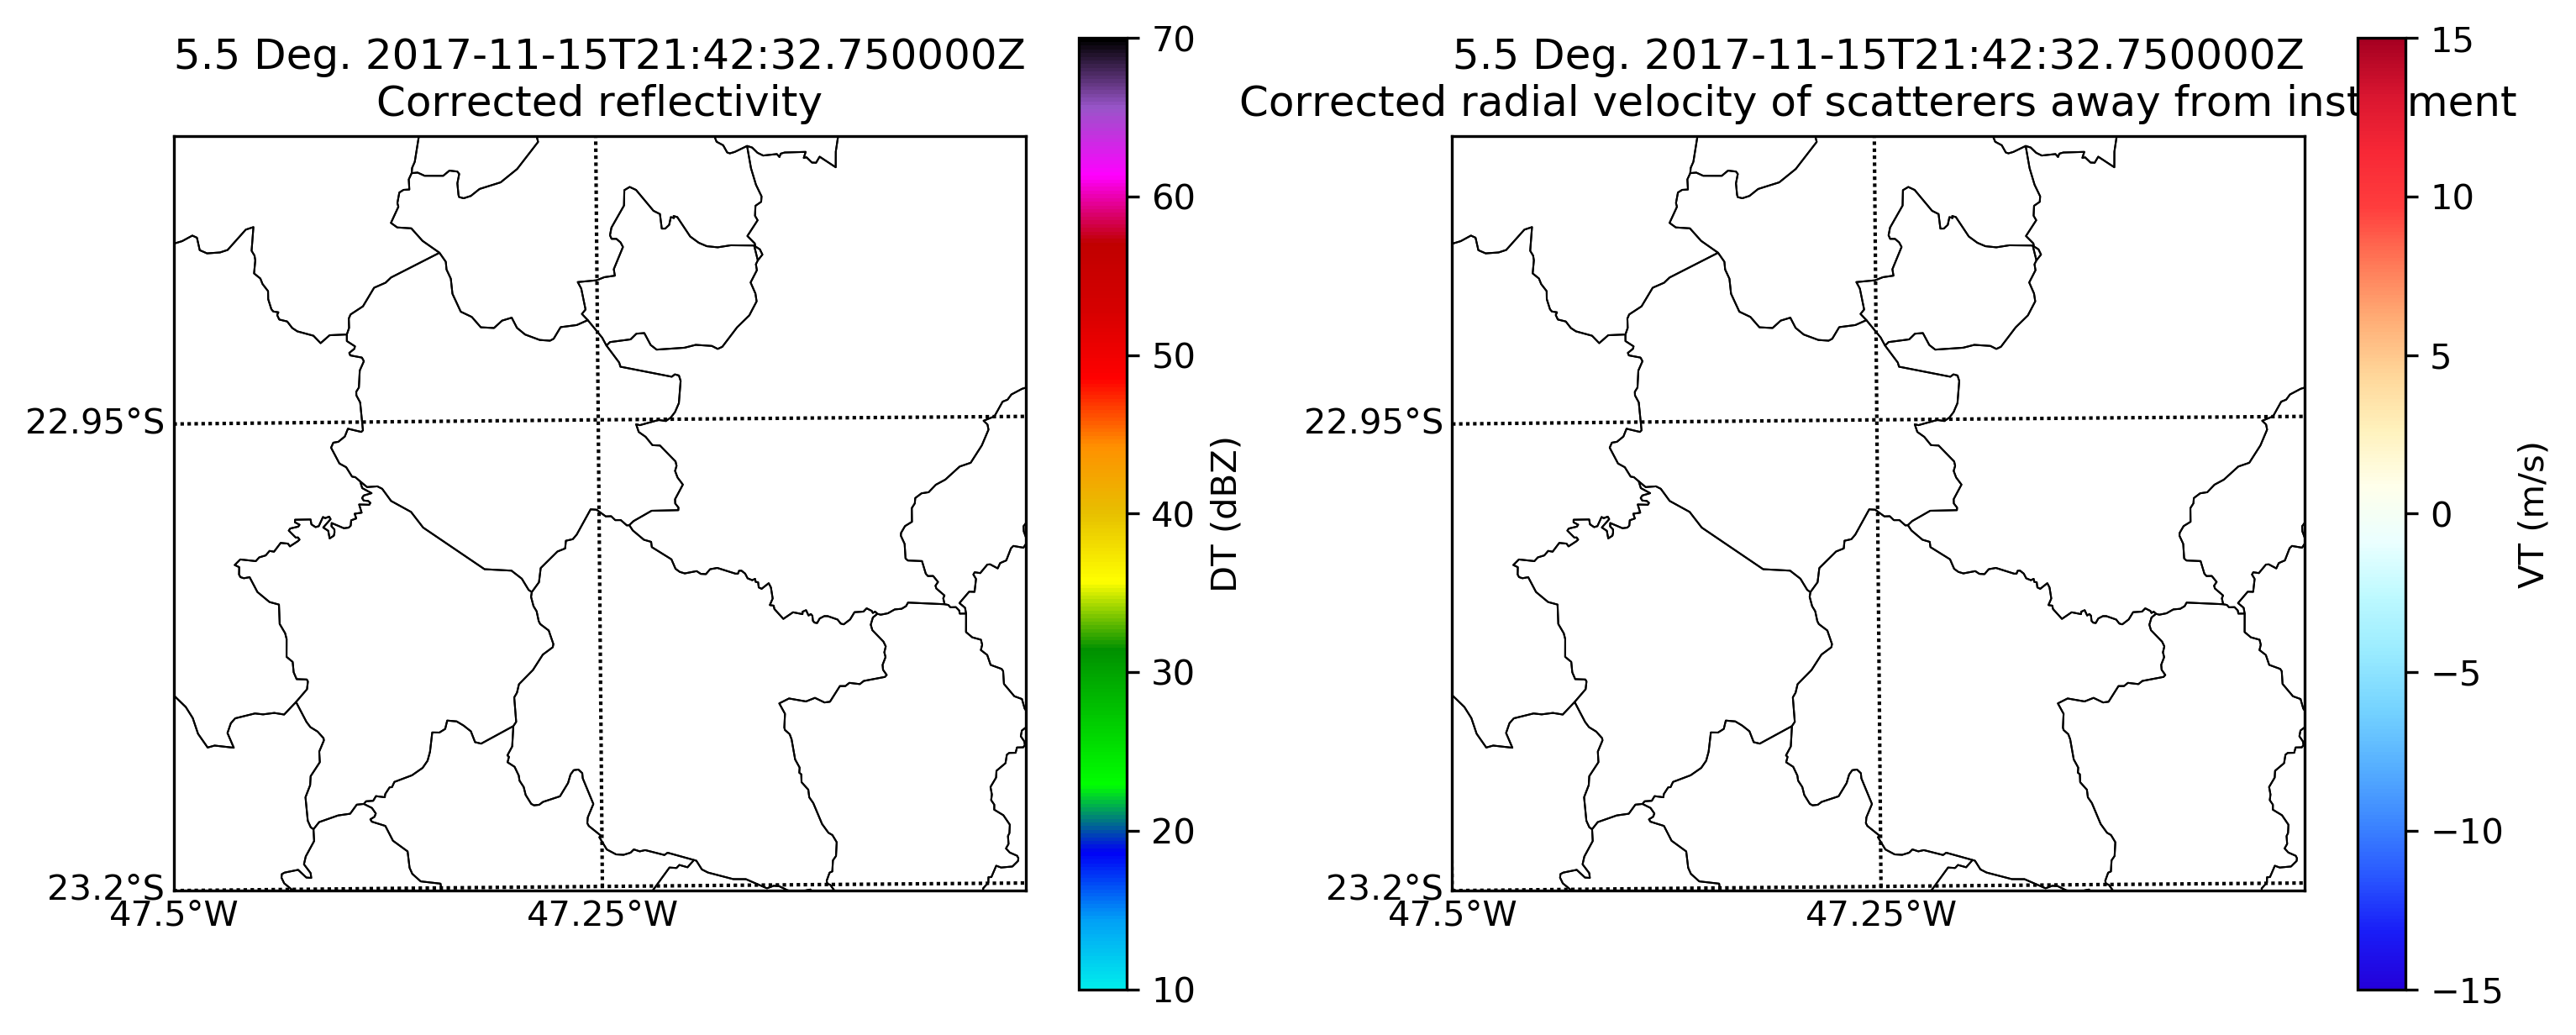 5.5 Deg. 2017-11-15T21:42:32.750000Z
Corrected reflectivity
22.95°S
23.2°S
47.5°W
47.25°W
70
60
50
40
30
20
10
DT (dBZ)
5.5 Deg. 2017-11-15T21:42:32.750000Z
Corrected radial velocity of scatterers away from inst ment
22.95°S
23.2°S
47.5°W
47.25°W
15
10
5
0
−5
−10
−15
VT (m/s)